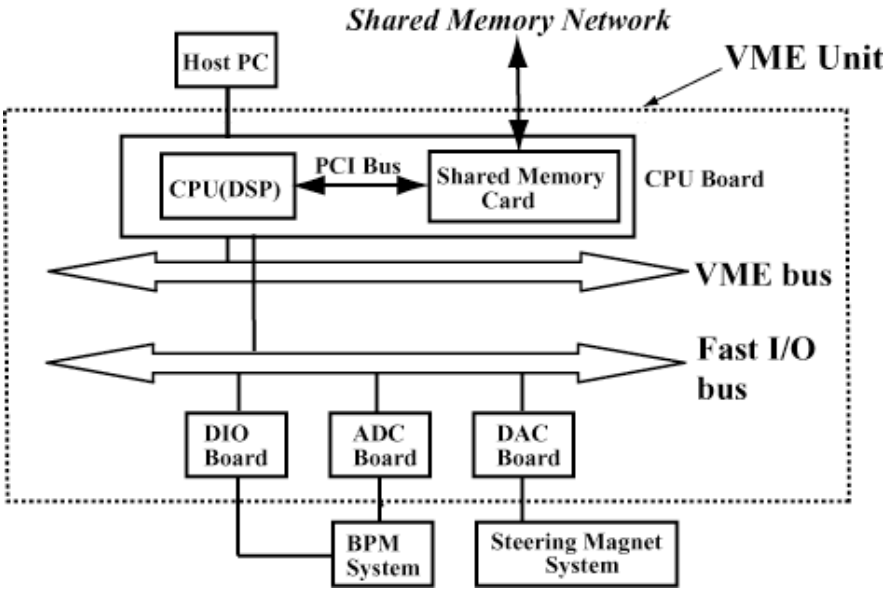 Shared Memory Network
Host PC
VME Unit
CPU(DSP)
PCI Bus
Shared Memory
Card
CPU Board
VME bus
Fast I/O
bus
DIO
Board
ADC
Board
DAC
Board
BPM
System
Steering Magnet
System